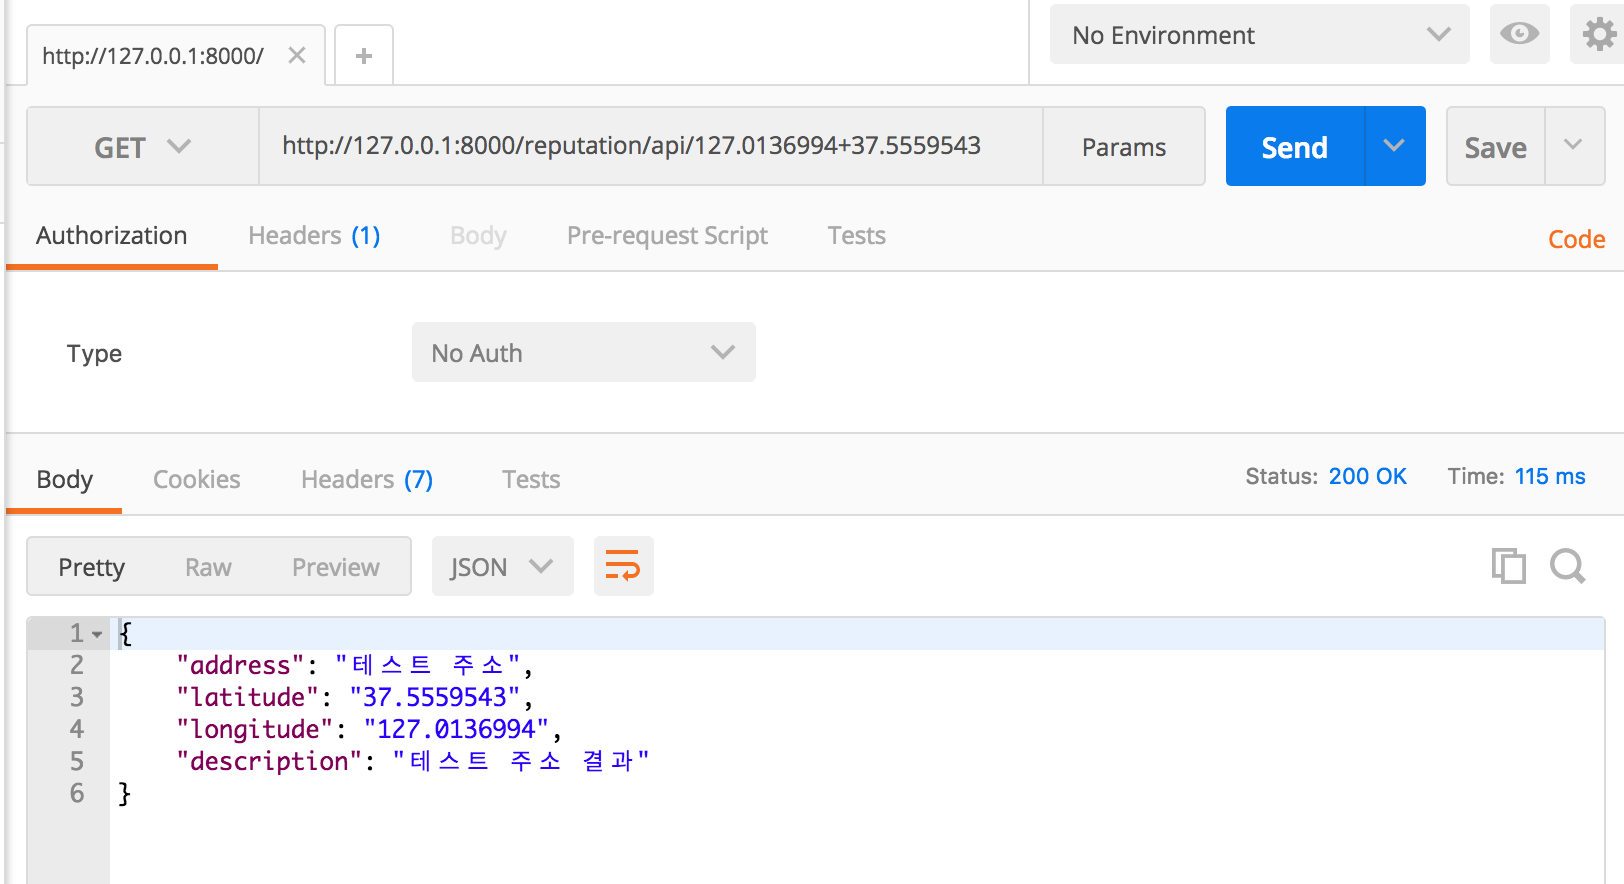 http://127.0.0.1:8000/
No Environment
GET http://127.0.0.1:8000/reputation/api/127.0136994+37.5559543 Params Send Save
Authorization Headers (1) Body Pre-request Script Tests Code
Type No Auth
Body Cookies Headers (7) Tests Status: 200 OK Time: 115 ms
Pretty Raw Preview JSON
1 {
2 "address": "테스트 주소",
3 "latitude": "37.5559543",
4 "longitude": "127.0136994",
5 "description": "테스트 주소 결과"
6 }